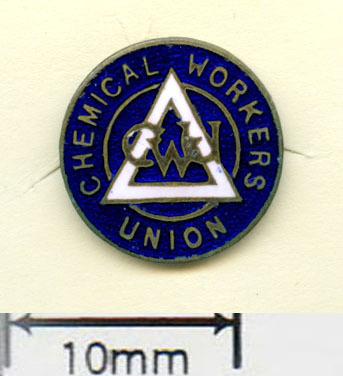 CHEMICAL WORKERS
CWU
UNION
10mm